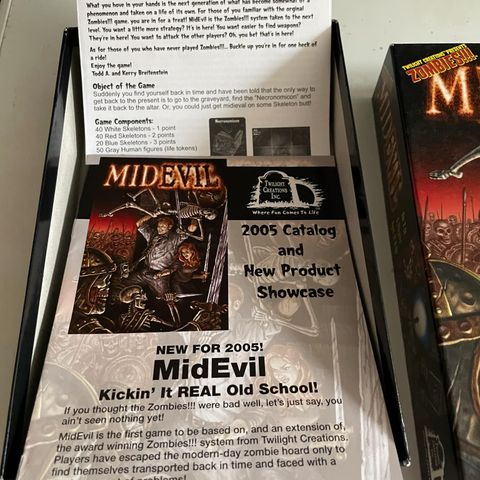 What you have in your hands is the next generation of what has become somewhat of a
phenomenon and taken on a life of its own. For those of you familiar with the orginal
Zombies!!! game, you are in for a treat! MidEvil is the Zombies!!! system taken to the next
level. You want a little more strategy? It's in here! You want easier to find weapons?
They're in here! You want to attack the other players? Oh, you bet that's in here!
As for those of you who have never played Zombies!!!... Buckle up you're in for one heck of
a ride!
Enjoy the game!
Todd A. and Kerry Breitenstein
Object of the Game
Suddenly you find yourself back in time and have been told that the only way to
get back to the present is to go to the graveyard, find the "Necronomicon" and
take it back to the altar. Or, you could just get midieval on some Skeleton butt!
Game Components:
40 White Skeletons - 1 point
40 Red Skeletons - 2 points
20 Blue Skeletons - 3 points
50 Gray Human figures (life tokens)
Necronomicon
MIDEVIL
TWILIGHT
CREATIONS
INC.
Where Fun Comes To Life
2005 Catalog
and
New Product
Showcase
NEW FOR 2005!
MidEvil
Kickin' It REAL Old School!
If you thought the Zombies!!! were bad well, let's just say, you
ain't seen nothing yet!
MidEvil is the first game to be based on, and an extension of,
the award winning Zombies!!! system from Twilight Creations.
Players have escaped the modern-day zombie hoard only to
find themselves transported back in time and faced with a
of problems!
TWILIGHT CREATIONS PRESENTS
ZOMBIES!!!
M